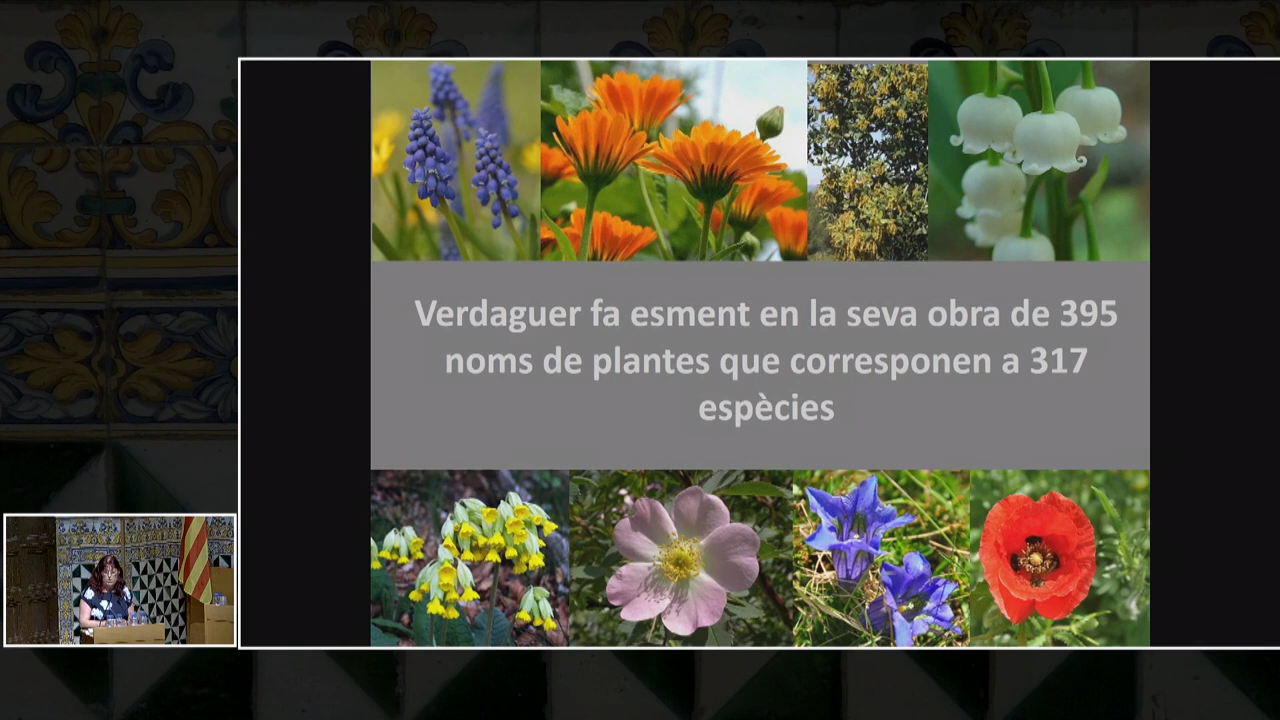 Verdaguer fa esment en la seva obra de 395
noms de plantes que corresponen a 317
espècies